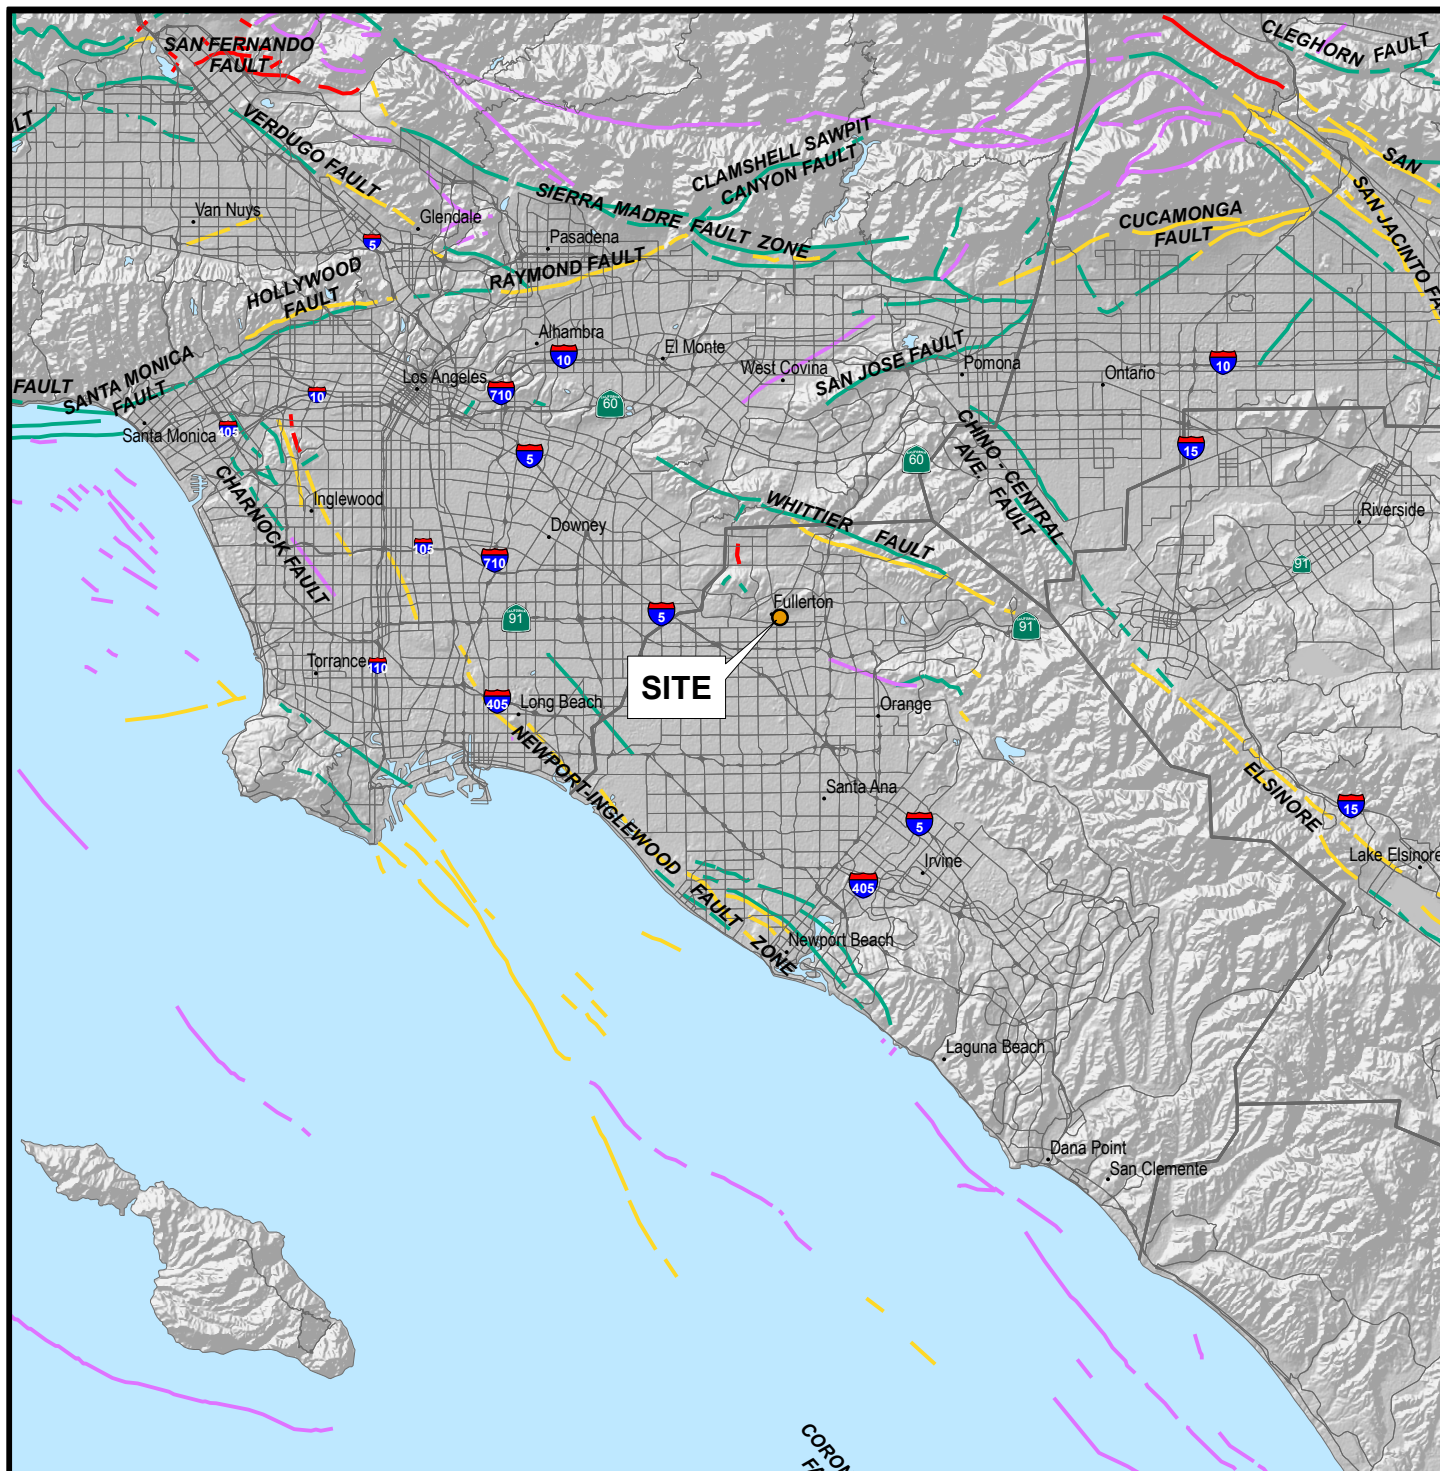 SAN FERNANDO
FAULT
CLEGHORN FAULT
LT
VERDUGO FAULT
CLAMSHELL SAWPIT
CANYON FAULT
SAN
SAN JACINTO FA
SIERRA MADRE FAULT ZONE
Van Nuys
Glendale
CUCAMONGA
FAULT
5
Pasadena
RAYMOND FAULT
HOLLYWOOD
FAULT
Alhambra
10
El Monte
SANTA MONICA
FAULT
FAULT
Los Angeles
10
710
60
West Covina
SAN JOSE FAULT
Pomona
Ontario
10
Santa Monica
405
5
CHINO - CENTRAL
AVE. FAULT
60
15
CHARNOCK FAULT
Inglewood
WHITTIER FAULT
Riverside
Downey
105
710
91
91
5
Fullerton
91
Torrance
110
SITE
405
Long Beach
Orange
NEWPORT-INGLEWOOD FAULT ZONE
Santa Ana
5
ELSINORE
15
Irvine
405
Lake Elsinore
Newport Beach
Laguna Beach
Dana Point
San Clemente
CORON
FA